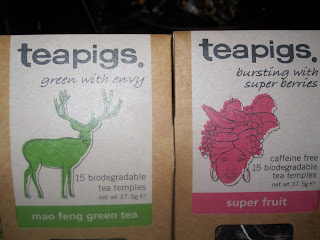 teapigs.
green with envy
15 biodegradable
tea temples
net wt 37.5g e
mao feng green tea
teapigs.
bursting with
super berries
caffeine free
15 biodegradable
tea temples
net wt 37.5g e
super fruit